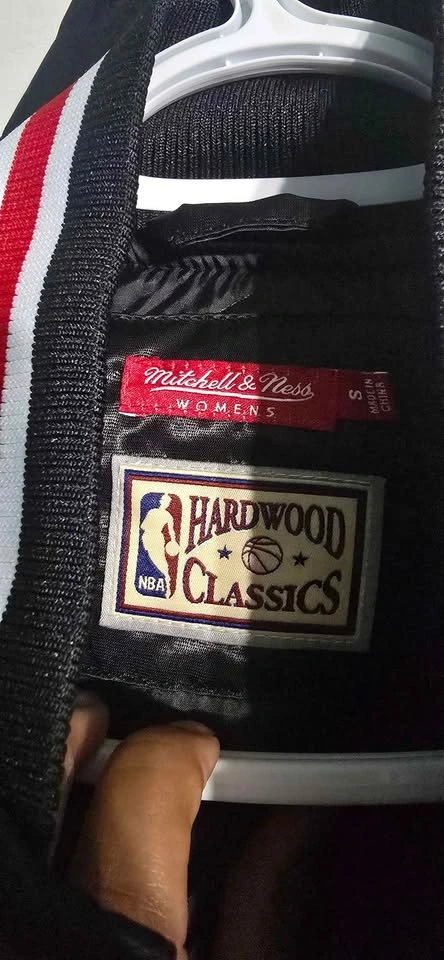 Mitchell & Ness
WOMENS
S
MADE IN
CHINA
HARDWOOD
NBA
CLASSICS